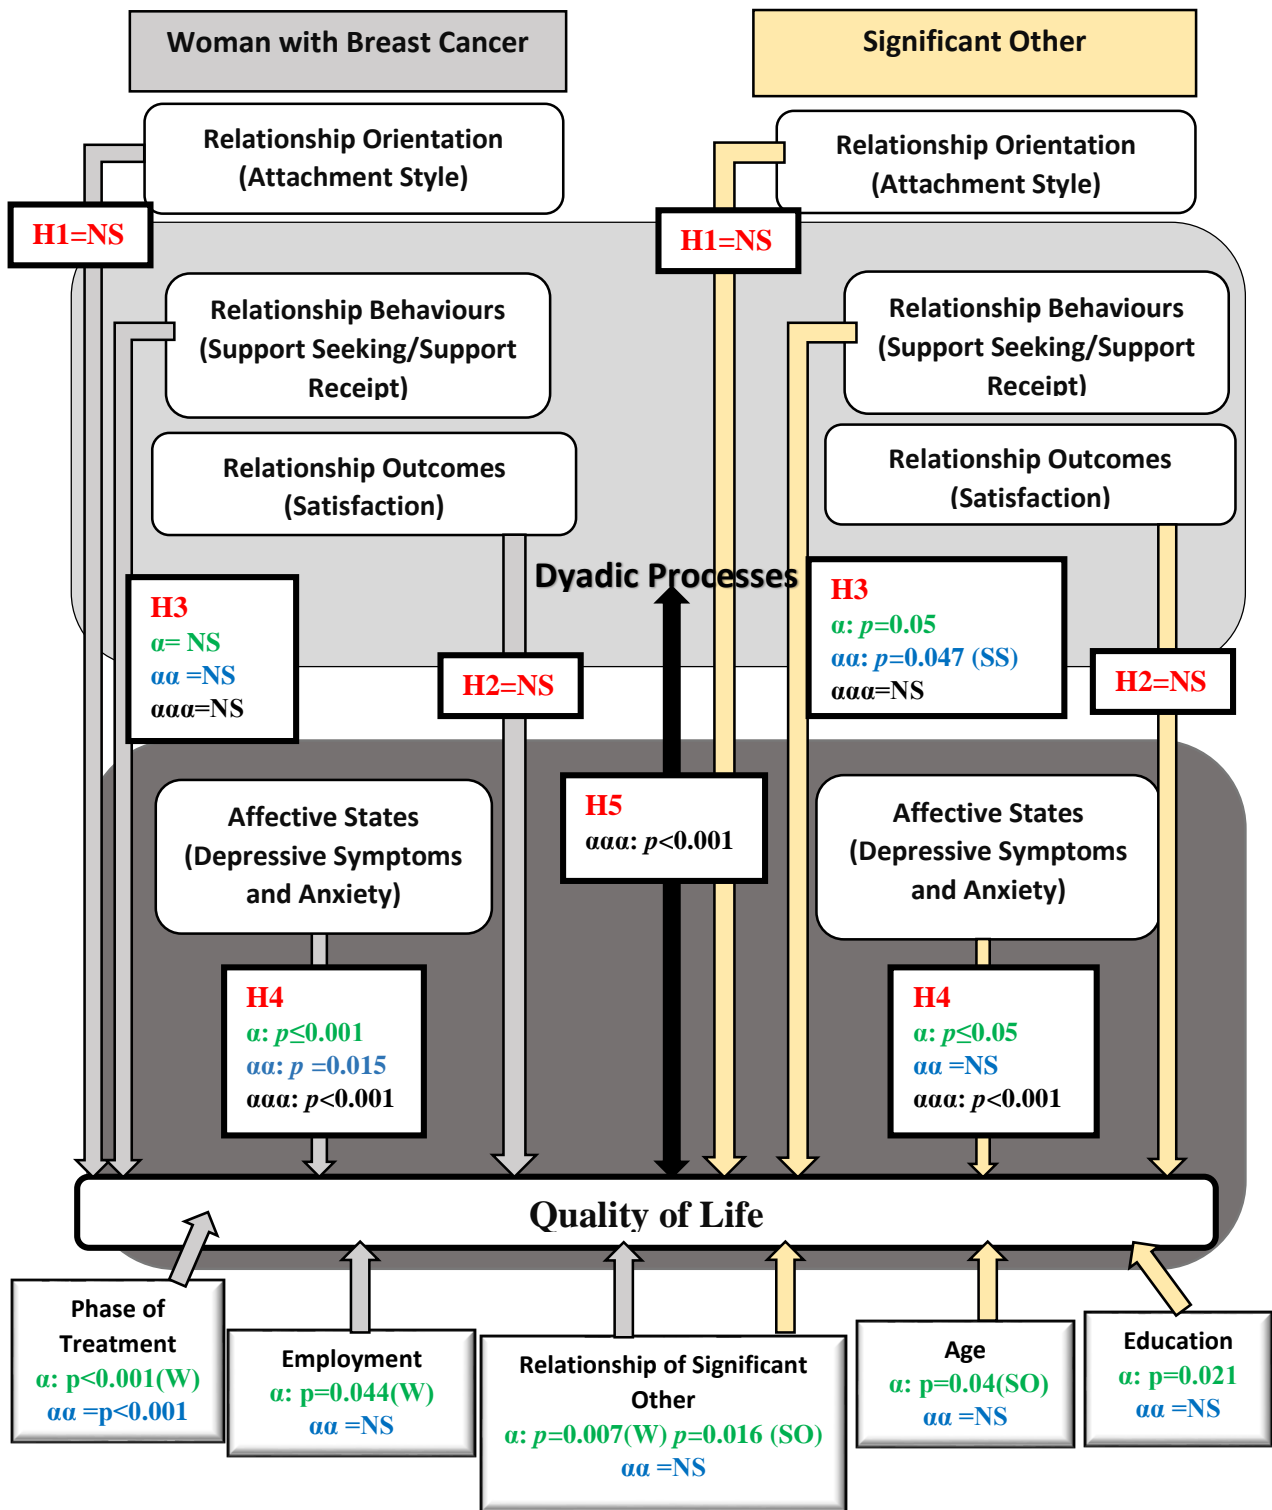 Woman with Breast Cancer
Significant Other
Relationship Orientation
(Attachment Style)
Relationship Orientation
(Attachment Style)
H1=NS
H1=NS
Relationship Behaviours
(Support Seeking/Support
Receipt)
Relationship Behaviours
(Support Seeking/Support
Receipt)
Relationship Outcomes
(Satisfaction)
Relationship Outcomes
(Satisfaction)
Dyadic Processes
H3
α= NS
αα =NS
ααα=NS
H2=NS
H3
α: p=0.05
αα: p=0.047 (SS)
ααα=NS
H2=NS
Affective States
(Depressive Symptoms
and Anxiety)
H5
ααα: p<0.001
Affective States
(Depressive Symptoms
and Anxiety)
H4
α: p≤0.001
αα: p =0.015
ααα: p<0.001
H4
α: p≤0.05
αα =NS
ααα: p<0.001
Quality of Life
Phase of
Treatment
α: p<0.001(W)
αα =p<0.001
Employment
α: p=0.044(W)
αα =NS
Relationship of Significant
Other
α: p=0.007(W) p=0.016 (SO)
αα =NS
Age
α: p=0.04(SO)
αα =NS
Education
α: p=0.021
αα =NS